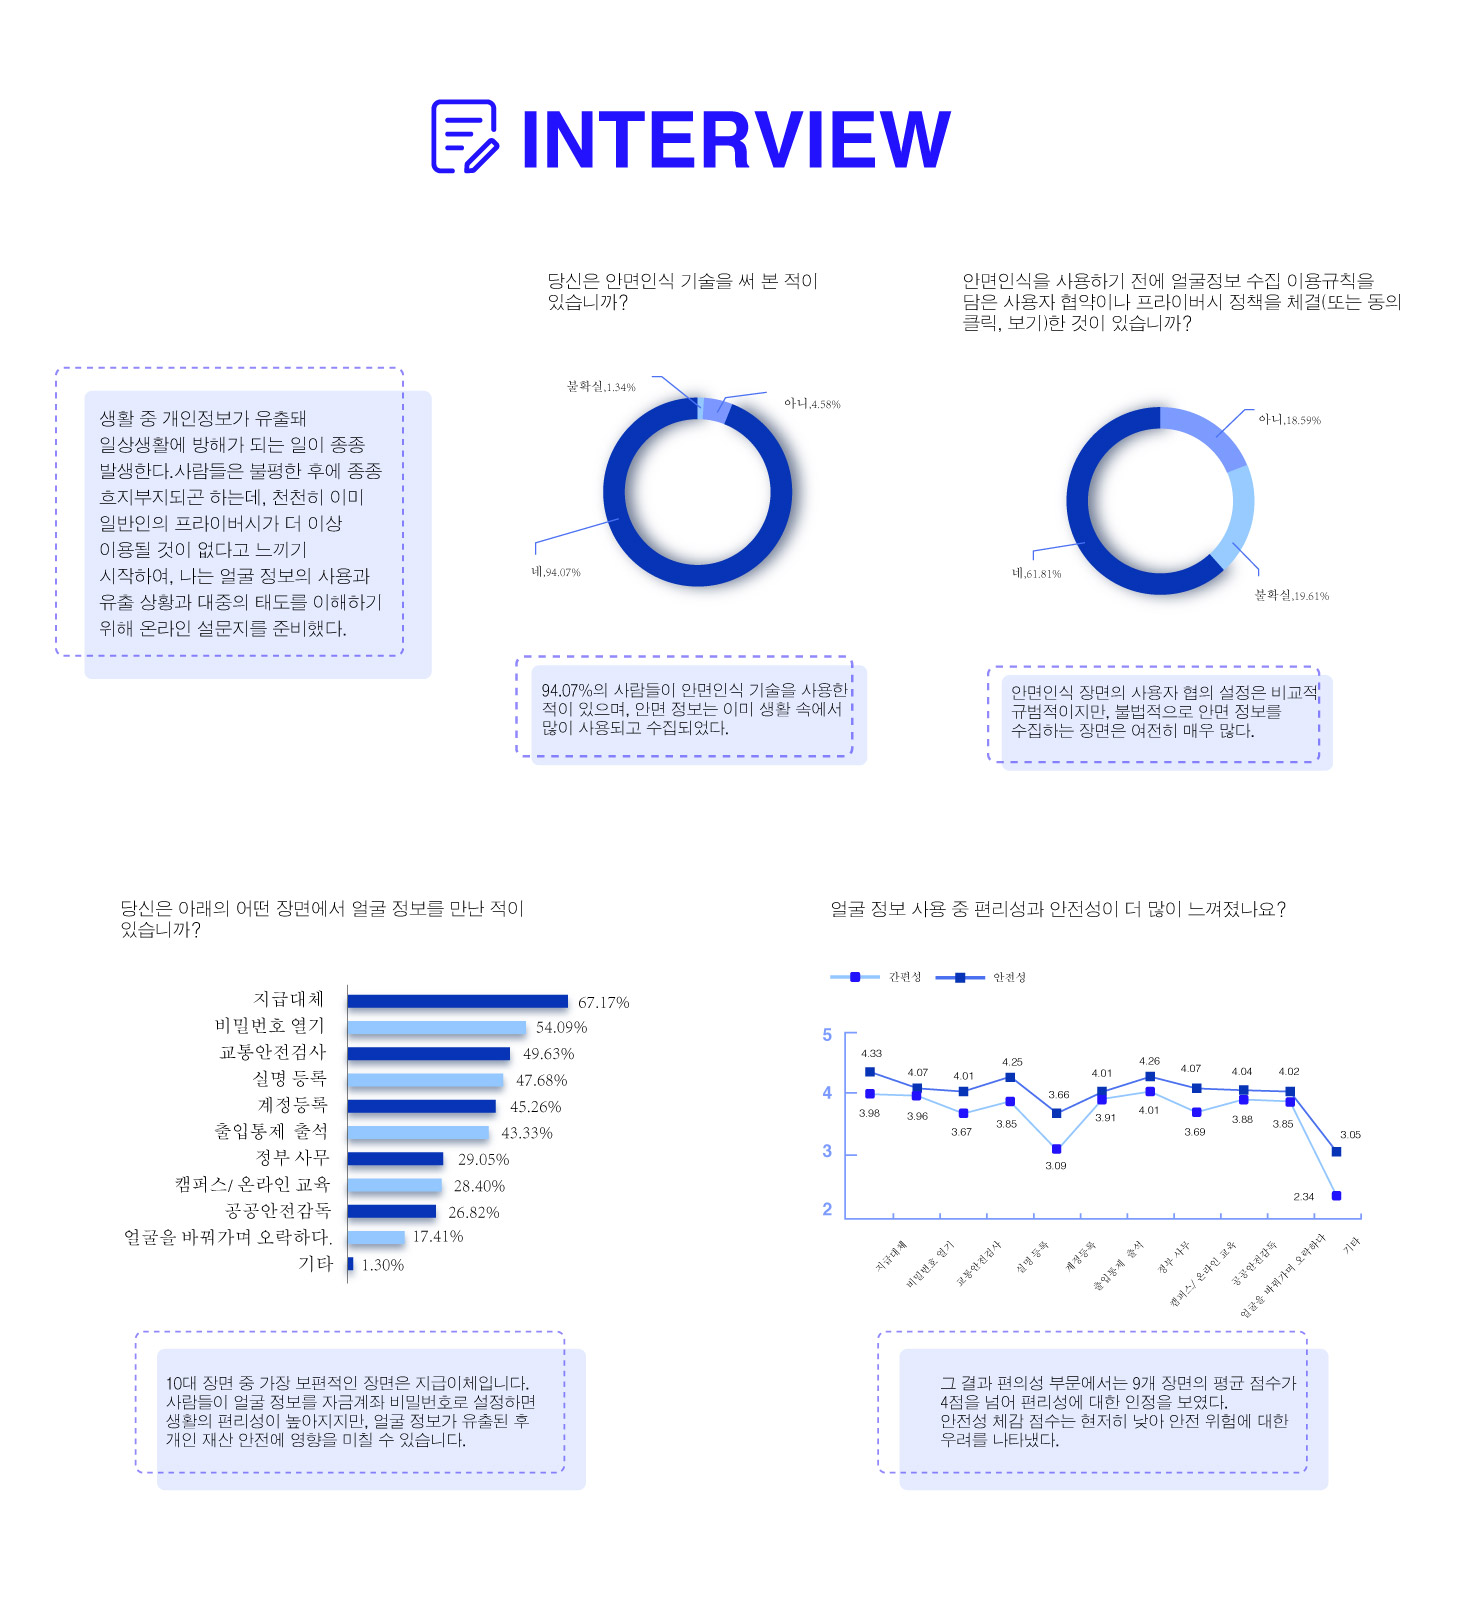 INTERVIEW
당신은 안면인식 기술을 써 본 적이
있습니까?
안면인식을 사용하기 전에 얼굴정보 수집 이용규칙을
담은 사용자 협약이나 프라이버시 정책을 체결(또는 동의
클릭, 보기)한 것이 있습니까?
생활 중 개인정보가 유출돼
일상생활에 방해가 되는 일이 종종
발생한다.사람들은 불평한 후에 종종
흐지부지되곤 하는데, 천천히 이미
일반인의 프라이버시가 더 이상
이용될 것이 없다고 느끼기
시작하여, 나는 얼굴 정보의 사용과
유출 상황과 대중의 태도를 이해하기
위해 온라인 설문지를 준비했다.
불확실,1.34%
아니,4.58%
네,94.07%
아니,18.59%
네,61.81%
불확실,19.61%
94.07%의 사람들이 안면인식 기술을 사용한
적이 있으며, 안면 정보는 이미 생활 속에서
많이 사용되고 수집되었다.
안면인식 장면의 사용자 협의 설정은 비교적
규범적이지만, 불법적으로 안면 정보를
수집하는 장면은 여전히 매우 많다.
당신은 아래의 어떤 장면에서 얼굴 정보를 만난 적이
있습니까?
지급대체 67.17%
비밀번호 열기 54.09%
교통안전검사 49.63%
실명 등록 47.68%
계정등록 45.26%
출입통제 출석 43.33%
정부 사무 29.05%
캠퍼스/ 온라인 교육 28.40%
공공안전감독 26.82%
얼굴을 바꿔가며 오락하다. 17.41%
기타 1.30%
얼굴 정보 사용 중 편리성과 안전성이 더 많이 느껴졌나요?
간편성 안전성
5
4
3
2
4.33 4.07 4.01 4.25 3.66 4.01 4.26 4.07 4.04 4.02 3.05
3.98 3.96 3.67 3.85 3.09 3.91 4.01 3.69 3.88 3.85 2.34
지급대체
비밀번호 열기
교통안전검사
실명 등록
계정등록
출입통제 출석
정부 사무
캠퍼스/ 온라인 교육
공공안전감독
얼굴을 바꿔가며 오락하다
기타
10대 장면 중 가장 보편적인 장면은 지급이체입니다.
사람들이 얼굴 정보를 자금계좌 비밀번호로 설정하면
생활의 편리성이 높아지지만, 얼굴 정보가 유출된 후
개인 재산 안전에 영향을 미칠 수 있습니다.
그 결과 편의성 부문에서는 9개 장면의 평균 점수가
4점을 넘어 편리성에 대한 인정을 보였다.
안전성 체감 점수는 현저히 낮아 안전 위험에 대한
우려를 나타냈다.